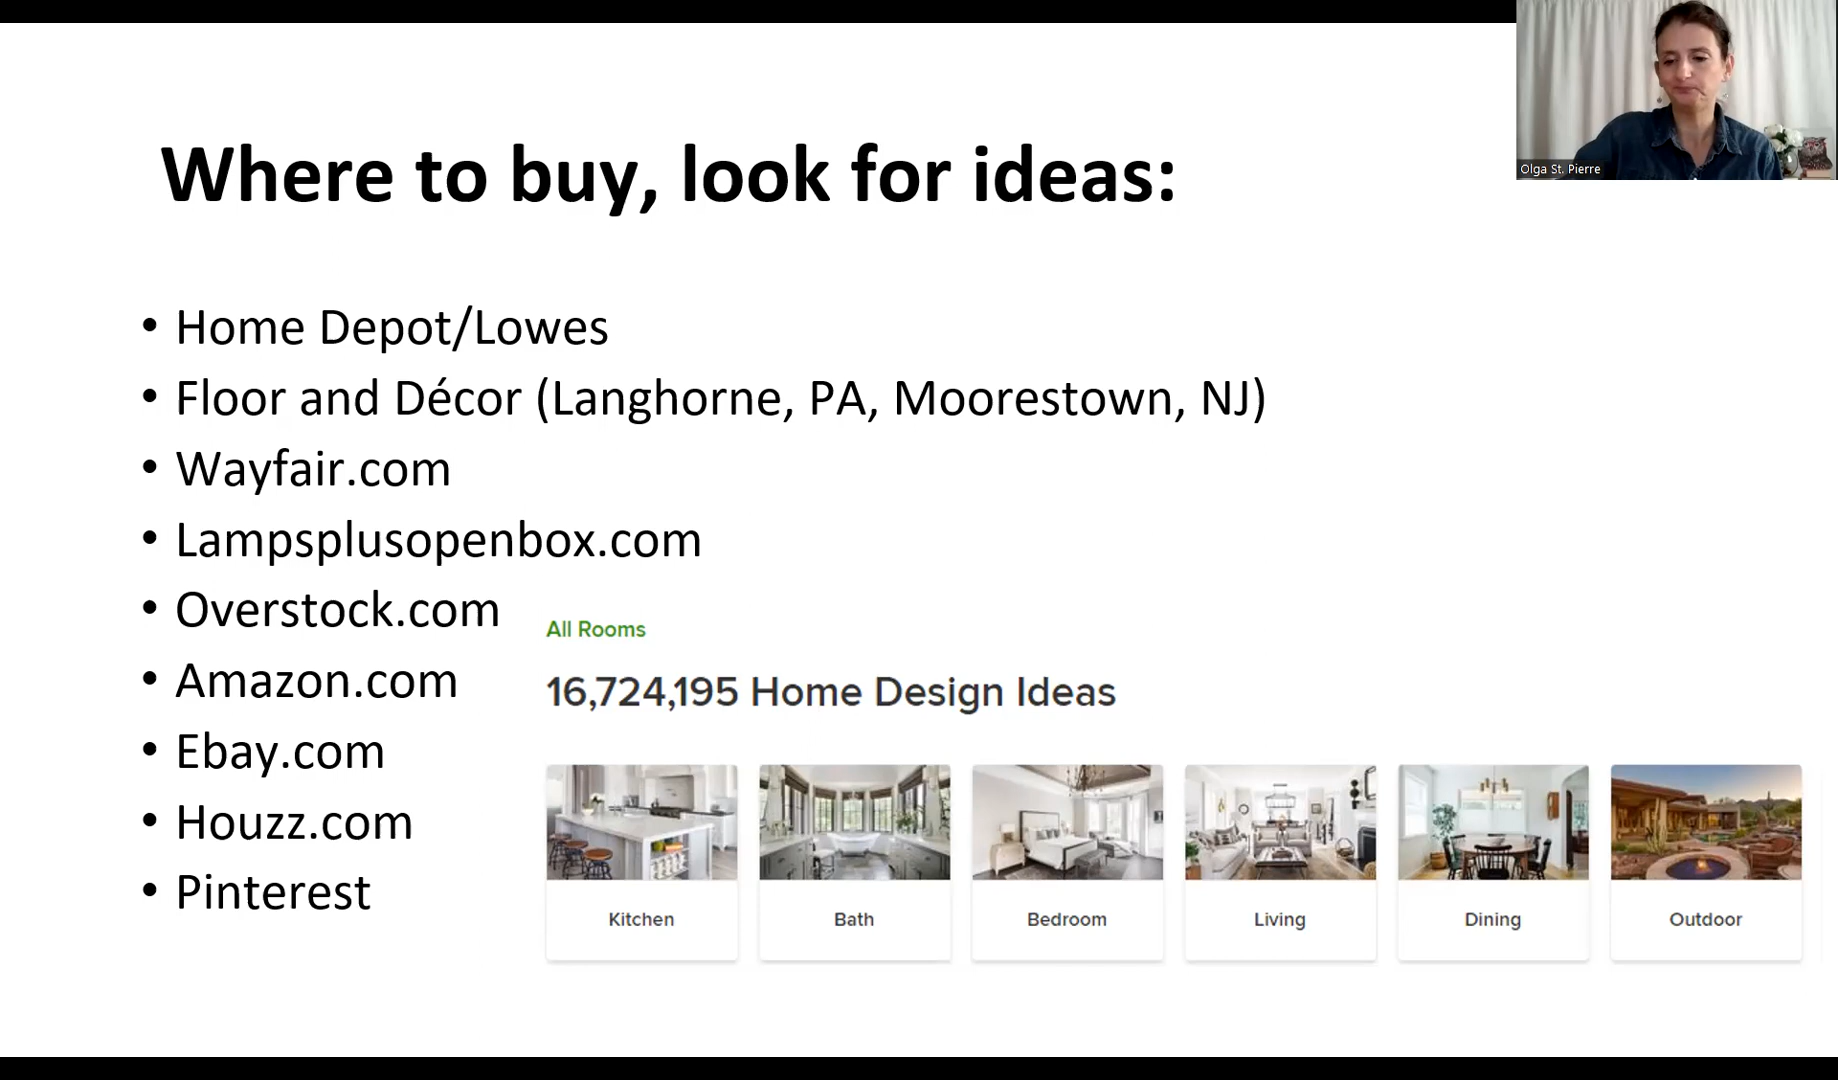 Where to buy, look for ideas:
Olga St. Pierre
• Home Depot/Lowes
• Floor and Décor (Langhorne, PA, Moorestown, NJ)
• Wayfair.com
• Lampsplusopenbox.com
• Overstock.com
• Amazon.com
• Ebay.com
• Houzz.com
• Pinterest
All Rooms
16,724,195 Home Design Ideas
Kitchen
Bath
Bedroom
Living
Dining
Outdoor